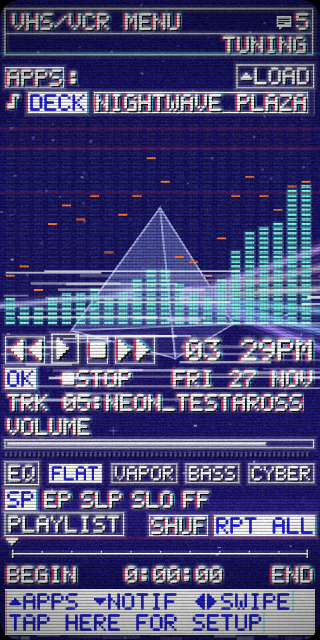 VHS/VCR MENU 5
TUNING
APPS: ▲LOAD
DECK NIGHTWAVE PLAZA
03 29PM
OK ■STOP FRI 27 NOV
TRK 05:NEON_TESTAROSS
VOLUME
EQ FLAT VAPOR BASS CYBER
SP EP SLP SLO FF
PLAYLIST SHUF RPT ALL
BEGIN 0:00:00 END
▲APPS ▼NOTIF ◀▶SWIPE
TAP HERE FOR SETUP